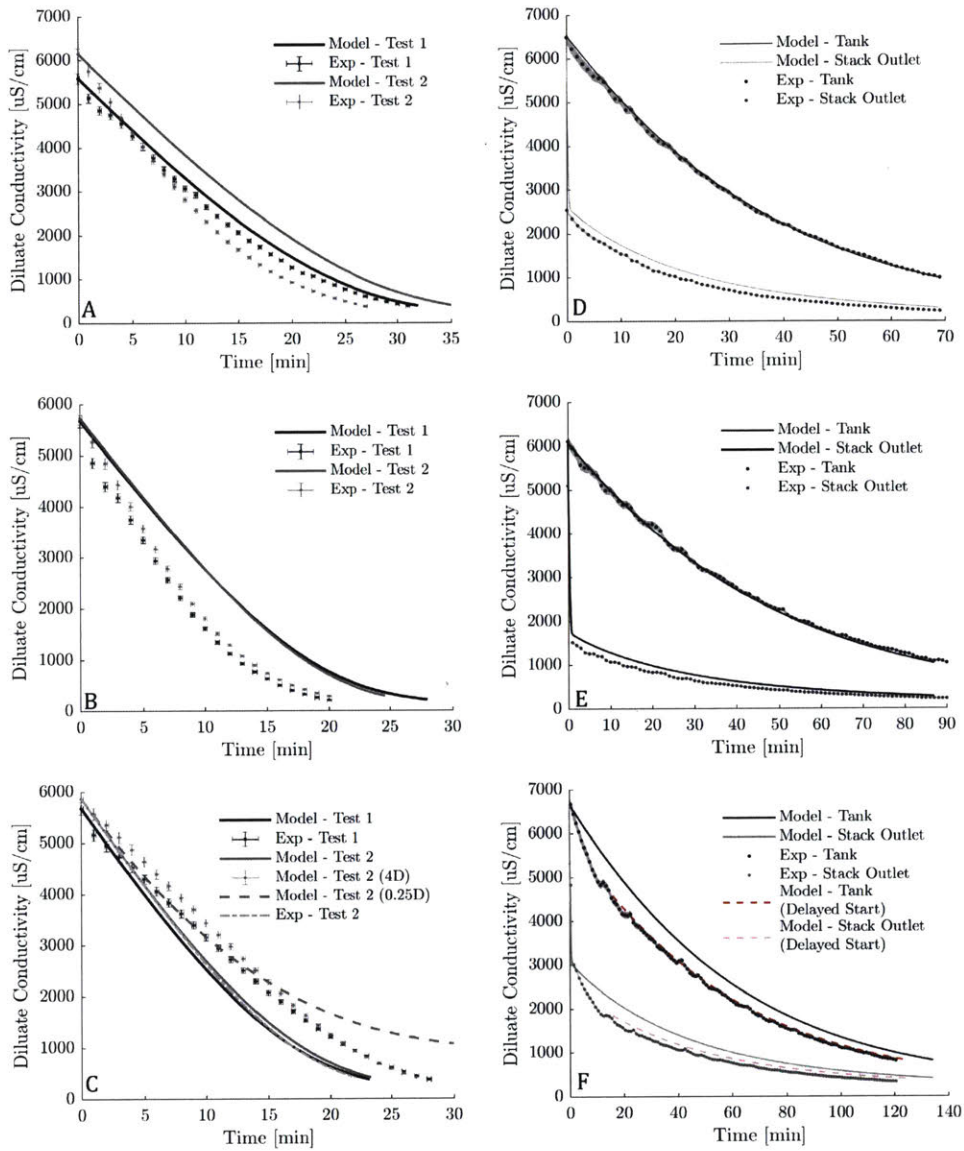 7000
6000
5000
4000
3000
2000
1000
0
Diluate Conductivity [uS/cm]
Model - Test 1
Exp - Test 1
Model - Test 2
Exp - Test 2
A
0 5 10 15 20 25 30 35
Time [min]
7000
6000
5000
4000
3000
2000
1000
0
Diluate Conductivity [uS/cm]
Model - Tank
Model - Stack Outlet
Exp - Tank
Exp - Stack Outlet
D
0 10 20 30 40 50 60 70
Time [min]
6000
5000
4000
3000
2000
1000
0
Diluate Conductivity [uS/cm]
Model - Test 1
Exp - Test 1
Model - Test 2
Exp - Test 2
B
0 5 10 15 20 25 30
Time [min]
7000
6000
5000
4000
3000
2000
1000
0
Diluate Conductivity [uS/cm]
Model - Tank
Model - Stack Outlet
Exp - Tank
Exp - Stack Outlet
E
0 10 20 30 40 50 60 70 80 90
Time [min]
6000
5000
4000
3000
2000
1000
0
Diluate Conductivity [uS/cm]
Model - Test 1
Exp - Test 1
Model - Test 2
Model - Test 2 (4D)
Model - Test 2 (0.25D)
Exp - Test 2
C
0 5 10 15 20 25 30
Time [min]
7000
6000
5000
4000
3000
2000
1000
0
Diluate Conductivity [uS/cm]
Model - Tank
Model - Stack Outlet
Exp - Tank
Exp - Stack Outlet
Model - Tank
(Delayed Start)
Model - Stack Outlet
(Delayed Start)
F
0 20 40 60 80 100 120 140
Time [min]